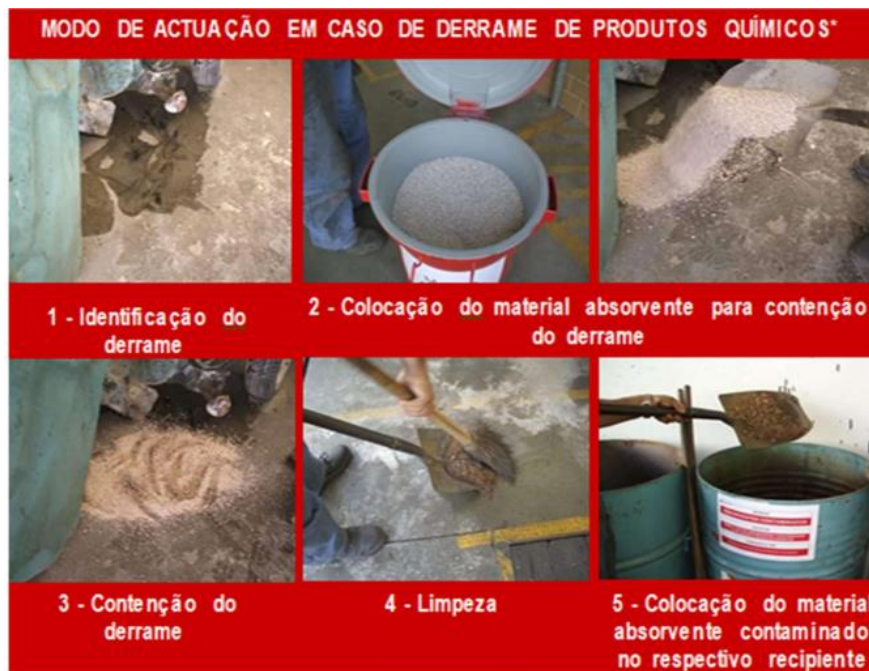 MODO DE ACTUAÇÃO EM CASO DE DERRAME DE PRODUTOS QUÍMICOS*
1 - Identificação do
derrame
2 - Colocação do material absorvente para contenção
do derrame
3 - Contenção do
derrame
4 - Limpeza
5 - Colocação do material
absorvente contaminado
no respectivo recipiente